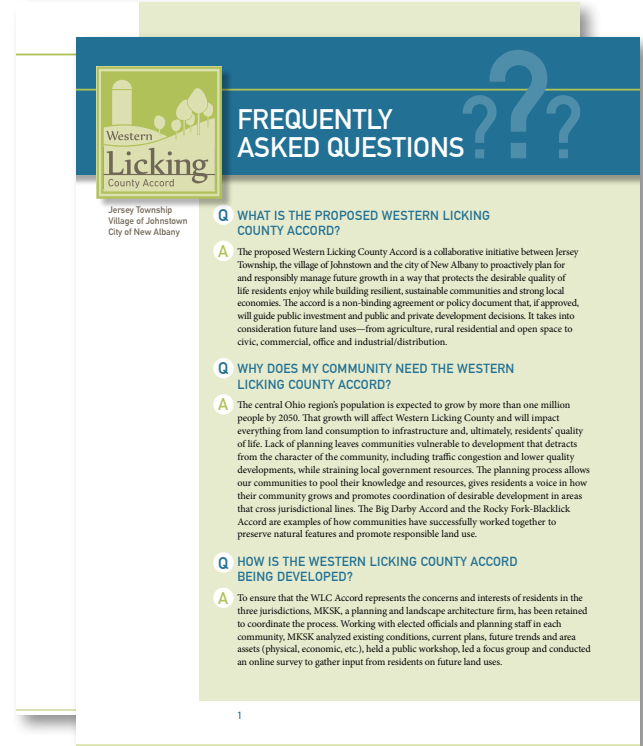 ???
FREQUENTLY
ASKED QUESTIONS
Western
Licking
County Accord
Jersey Township
Village of Johnstown
City of New Albany
Q WHAT IS THE PROPOSED WESTERN LICKING
COUNTY ACCORD?
A The proposed Western Licking County Accord is a collaborative initiative between Jersey
Township, the village of Johnstown and the city of New Albany to proactively plan for
and responsibly manage future growth in a way that protects the desirable quality of
life residents enjoy while building resilient, sustainable communities and strong local
economies. The accord is a non-binding agreement or policy document that, if approved,
will guide public investment and public and private development decisions. It takes into
consideration future land uses—from agriculture, rural residential and open space to
civic, commercial, office and industrial/distribution.
Q WHY DOES MY COMMUNITY NEED THE WESTERN
LICKING COUNTY ACCORD?
A The central Ohio region's population is expected to grow by more than one million
people by 2050. That growth will affect Western Licking County and will impact
everything from land consumption to infrastructure and, ultimately, residents' quality
of life. Lack of planning leaves communities vulnerable to development that detracts
from the character of the community, including traffic congestion and lower quality
developments, while straining local government resources. The planning process allows
our communities to pool their knowledge and resources, gives residents a voice in how
their community grows and promotes coordination of desirable development in areas
that cross jurisdictional lines. The Big Darby Accord and the Rocky Fork-Blacklick
Accord are examples of how communities have successfully worked together to
preserve natural features and promote responsible land use.
Q HOW IS THE WESTERN LICKING COUNTY ACCORD
BEING DEVELOPED?
A To ensure that the WLC Accord represents the concerns and interests of residents in the
three jurisdictions, MKSK, a planning and landscape architecture firm, has been retained
to coordinate the process. Working with elected officials and planning staff in each
community, MKSK analyzed existing conditions, current plans, future trends and area
assets (physical, economic, etc.), held a public workshop, led a focus group and conducted
an online survey to gather input from residents on future land uses.
1